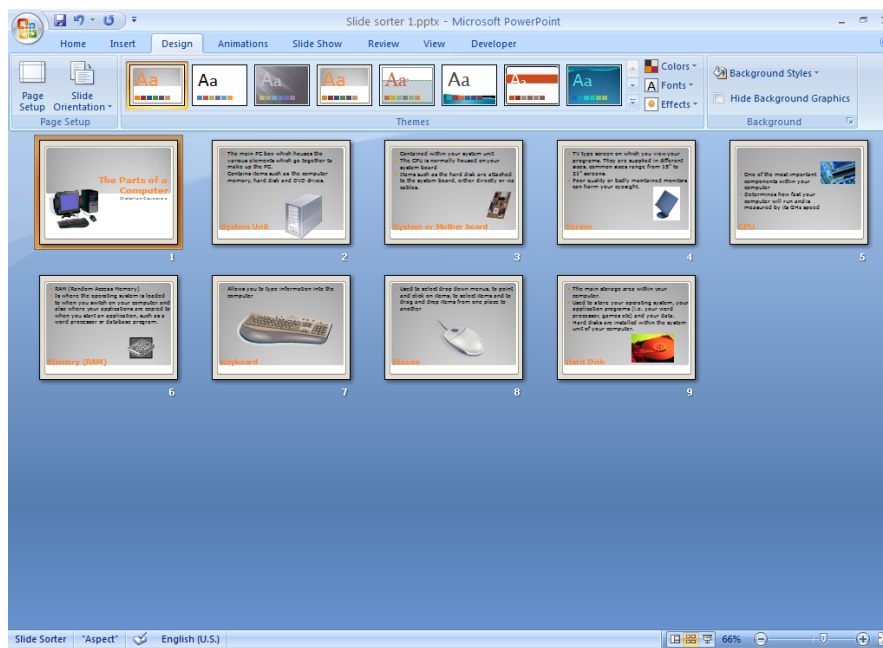 Slide sorter 1.pptx - Microsoft PowerPoint
Home Insert Design Animations Slide Show Review View Developer
Page Setup
Slide Orientation
Page Setup
Aa Aa Aa Aa Aa Aa Aa Aa
Themes
Colors
Fonts
Effects
Background Styles
Hide Background Graphics
Background
The Parts of a
Computer
1
The main PC box which houses the
various elements which go together to
make up the PC.
Contains items such as the computer
memory, hard disk and DVD drives.
System Unit
2
Contained within your system unit
The CPU is normally housed on your
system board
Items such as the hard disk are attached
to the system board, either directly or via
cables.
System or Mother board
3
TV type screen on which you view your
programs. They are supplied in different
sizes, common sizes range from 15" to
21" screens.
Poor quality or badly maintained monitors
can harm your eyesight.
Screen
4
One of the most important
components within your
computer
Determines how fast your
computer will run and is
measured by its GHz speed
CPU
5
RAM (Random Access Memory)
Is where the operating system is loaded
to when you switch on your computer and
also where your applications are copied to
when you start an application, such as a
word processor or database program.
Memory (RAM)
6
Allows you to type information into the
computer
Keyboard
7
Used to select drop down menus, to point
and click on items, to select items and to
drag and drop items from one place to
another
Mouse
8
The main storage area within your
computer.
Used to store your operating system, your
application programs (i.e. your word
processor, games etc) and your data.
Hard disks are installed within the system
unit of your computer.
Hard Disk
9
Slide Sorter "Aspect" English (U.S.) 66%